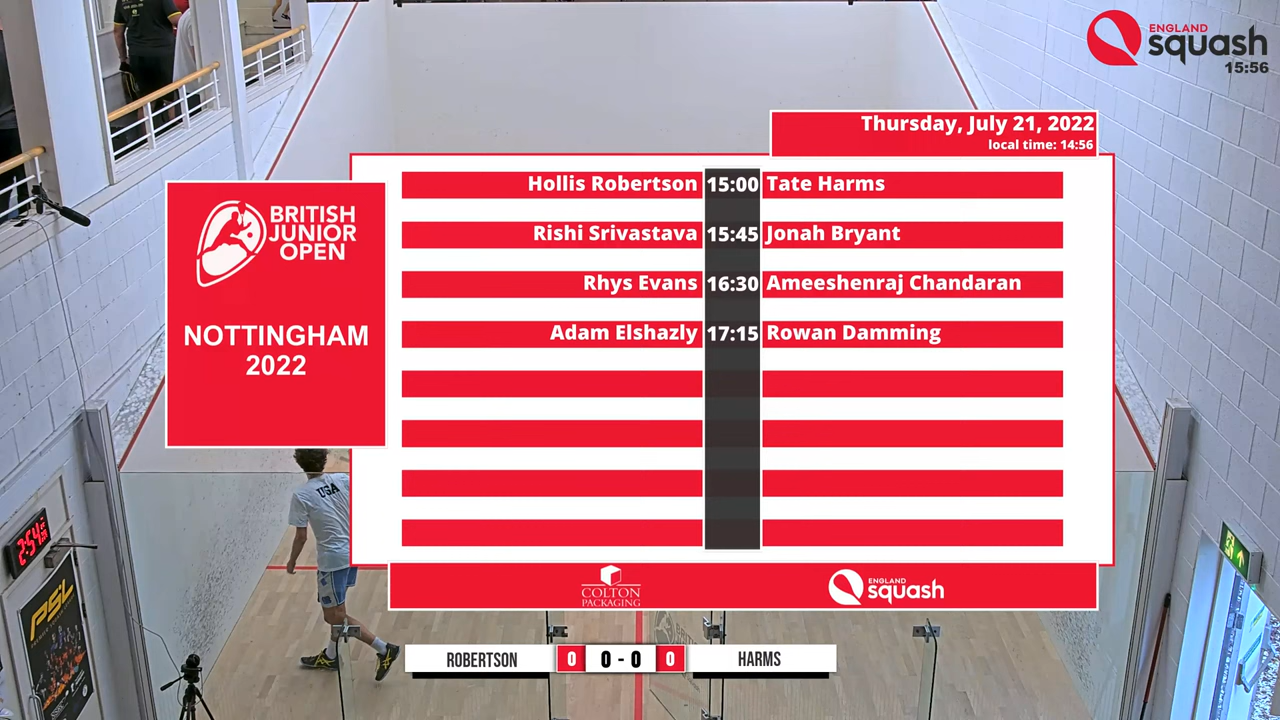 ENGLAND
squash
15:56
Thursday, July 21, 2022
local time: 14:56
BRITISH
JUNIOR
OPEN
NOTTINGHAM
2022
Hollis Robertson 15:00 Tate Harms
Rishi Srivastava 15:45 Jonah Bryant
Rhys Evans 16:30 Ameeshenraj Chandaran
Adam Elshazly 17:15 Rowan Damming
USA
2:54
PSL
COLTON
PACKAGING
ENGLAND
squash
ROBERTSON 0 0 - 0 0 HARMS